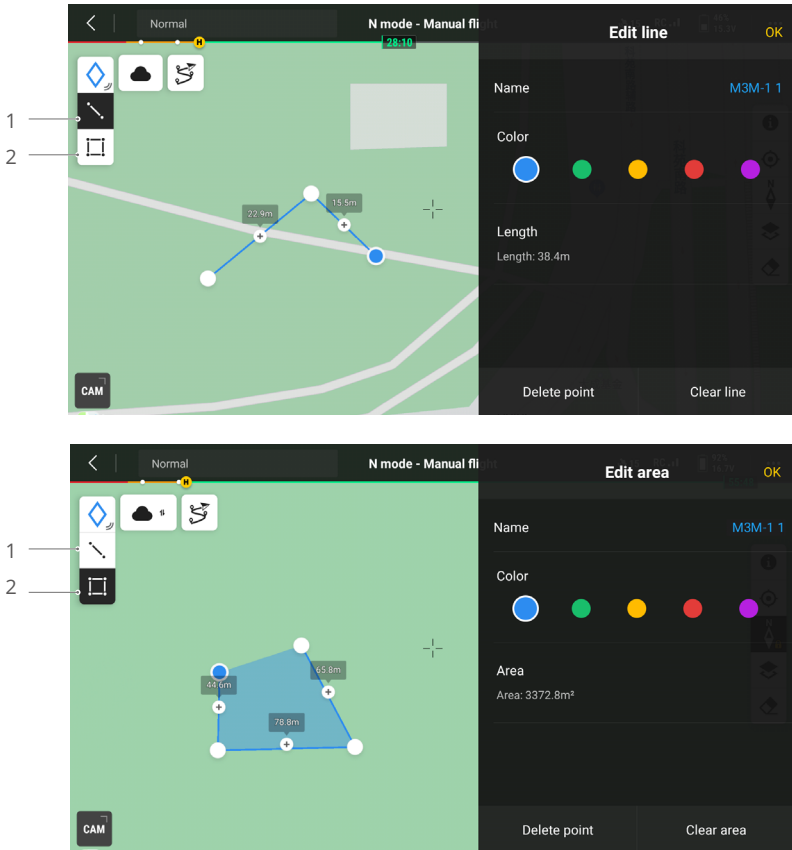 Normal
N mode - Manual fli
28:10
H
Edit line
OK
1
2
Name
M3M-1 1
Color
22.9m
15.5m
Length
Length: 38.4m
N
CAM
Delete point
Clear line
Normal
N mode - Manual fli
H
Edit area
OK
1
2
Name
M3M-1 1
Color
N
44.6m
65.8m
78.8m
Area
Area: 3372.8m²
CAM
Delete point
Clear area